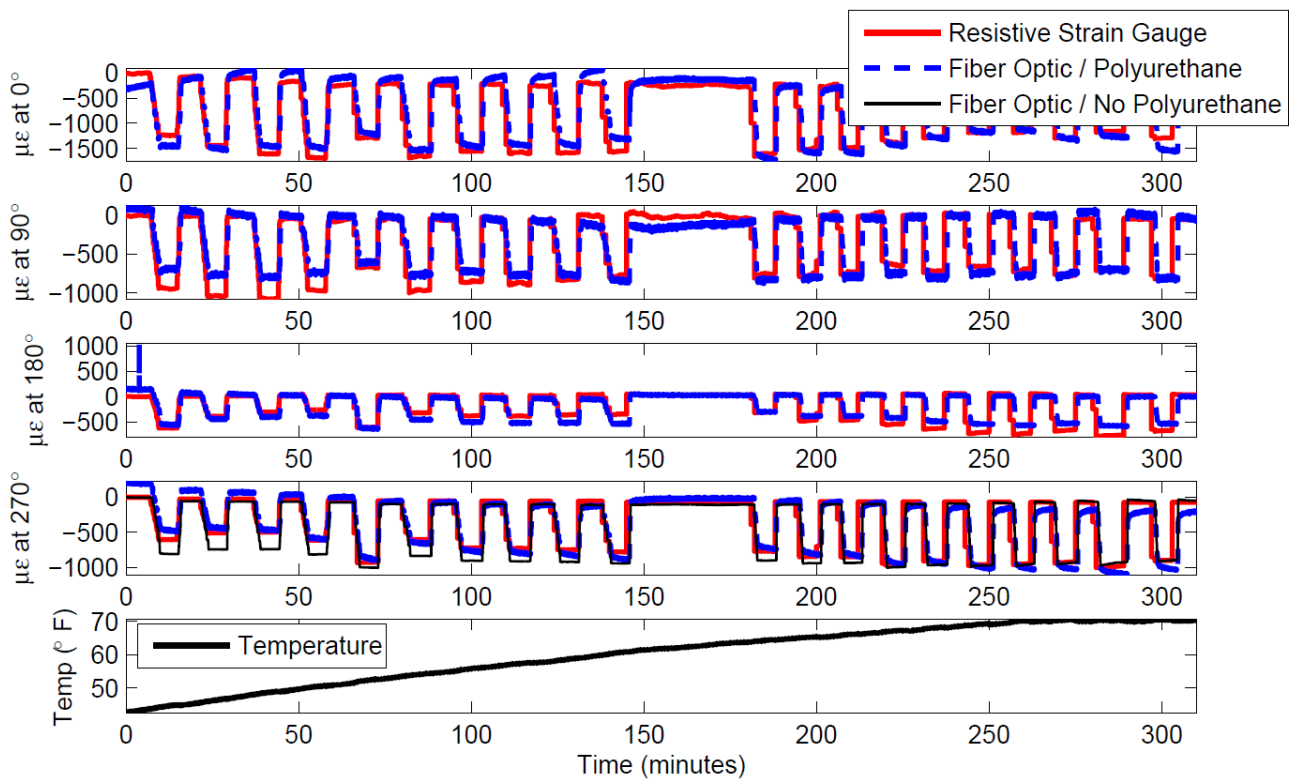 Resistive Strain Gauge
Fiber Optic / Polyurethane
Fiber Optic / No Polyurethane
με at 0°
0
−500
−1000
−1500
0 50 100 150 200 250 300
με at 90°
0
−500
−1000
0 50 100 150 200 250 300
με at 180°
1000
500
0
−500
0 50 100 150 200 250 300
με at 270°
0
−500
−1000
0 50 100 150 200 250 300
Temp (° F)
70
60
50
Temperature
0 50 100 150 200 250 300
Time (minutes)